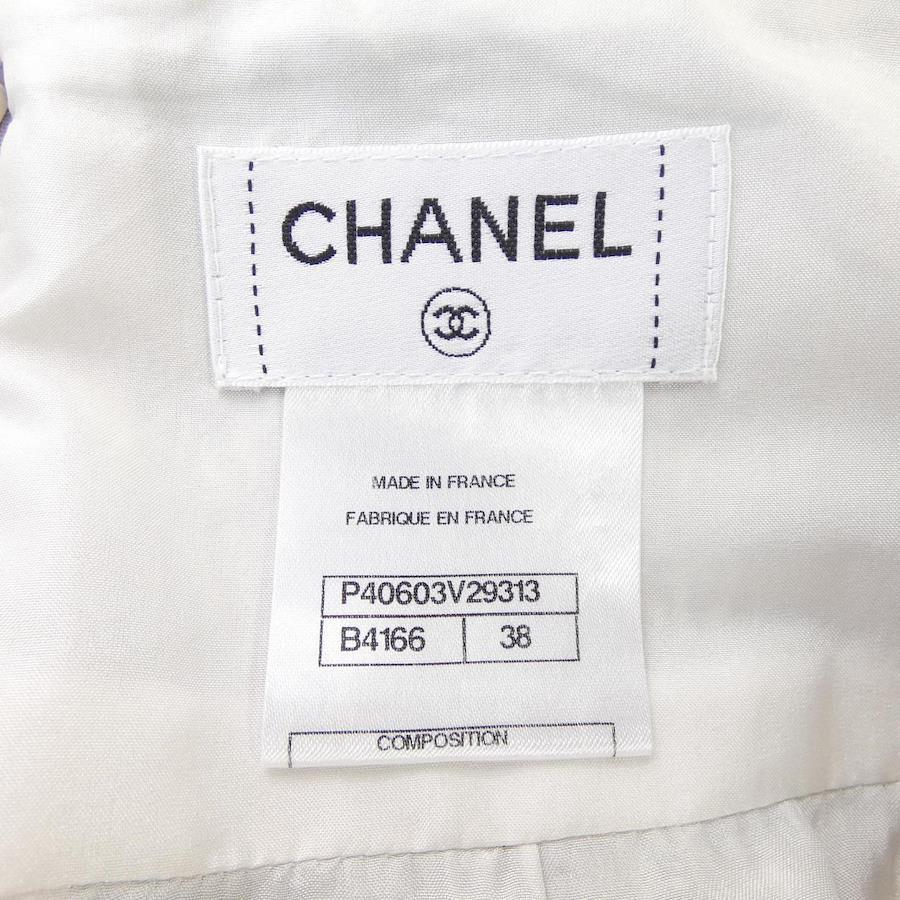 CHANEL
MADE IN FRANCE
FABRIQUE EN FRANCE
P40603V29313
B4166 38
COMPOSITION